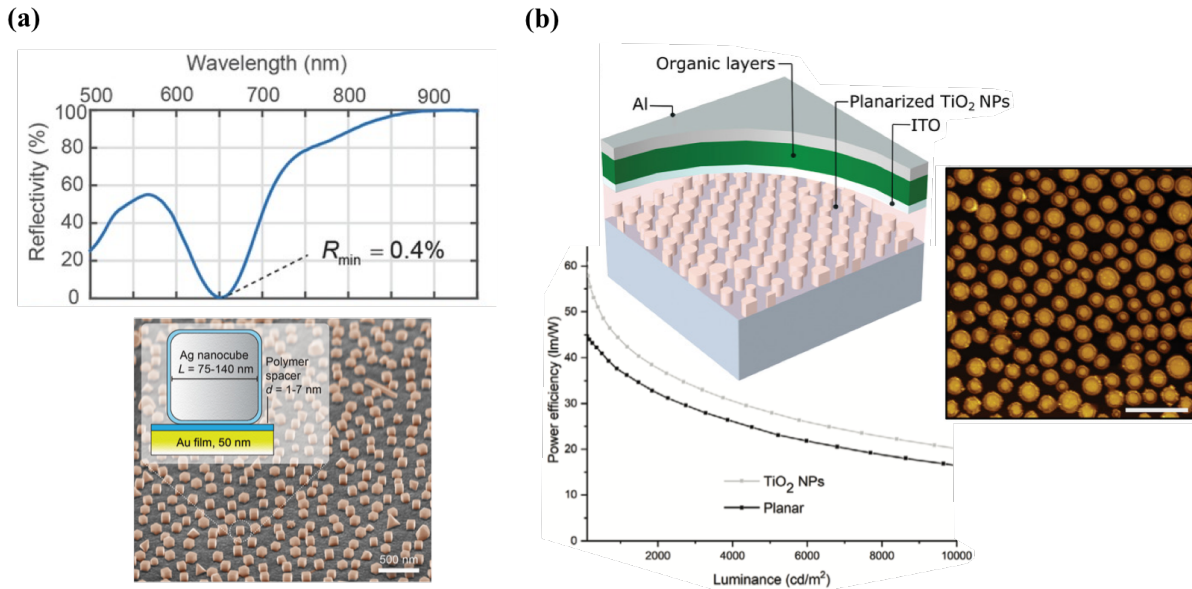 (a)
Wavelength (nm)
500 600 700 800 900
Reflectivity (%)
100
80
60
40
20
0
R min = 0.4%
Ag nanocube
L = 75-140 nm
Polymer
spacer
d = 1-7 nm
Au film, 50 nm
500 nm
(b)
Organic layers
Al
Planarized TiO2 NPs
ITO
Power efficiency (lm/W)
60
50
40
30
20
10
0
TiO2 NPs
Planar
2000 4000 6000 8000 10000
Luminance (cd/m²)